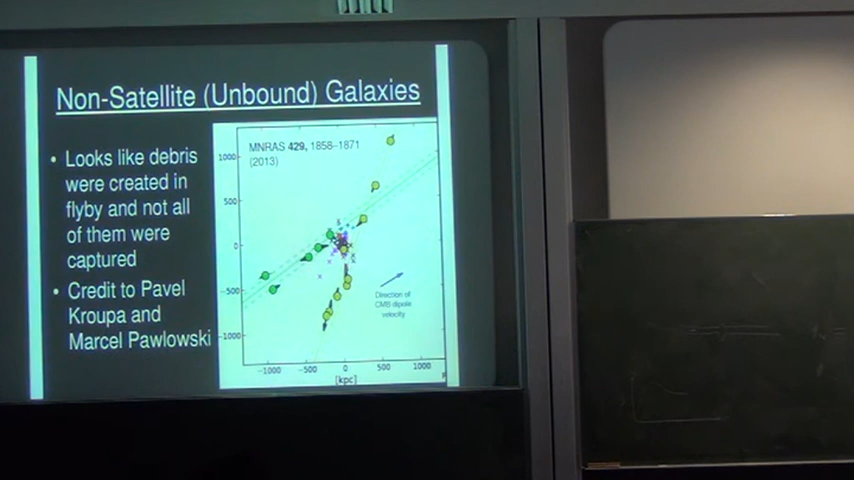 Non-Satellite (Unbound) Galaxies
• Looks like debris
were created in
flyby and not all
of them were
captured
• Credit to Pavel
Kroupa and
Marcel Pawlowski
MNRAS 429, 1858–1871
(2013)
1000
500
0
-500
-1000
Direction of
CMB dipole
velocity
-1000 -500 0 500 1000
[kpc]